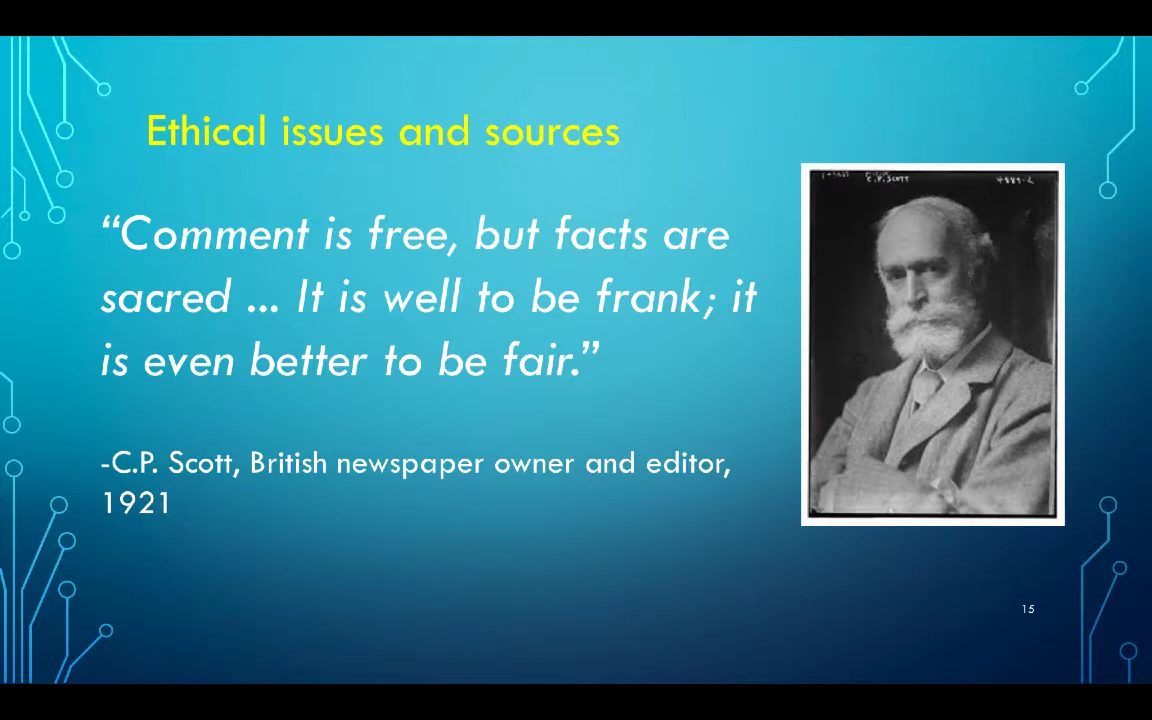 Ethical issues and sources
“Comment is free, but facts are
sacred ... It is well to be frank; it
is even better to be fair.”
-C.P. Scott, British newspaper owner and editor,
1921
C.P. SCOTT
15